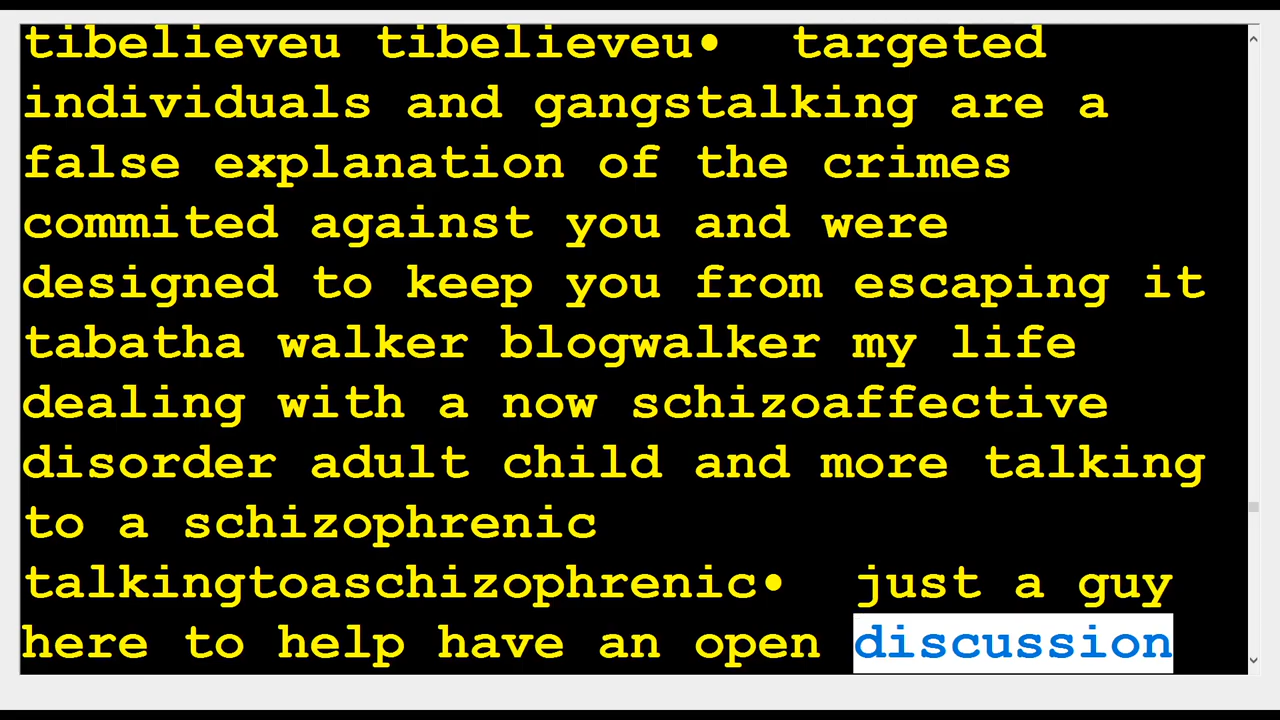 tibelieveu tibelieveu•  targeted
individuals and gangstalking are a
false explanation of the crimes
commited against you and were
designed to keep you from escaping it
tabatha walker blogwalker my life
dealing with a now schizoaffective
disorder adult child and more talking
to a schizophrenic
talkingtoaschizophrenic•  just a guy
here to help have an open discussion